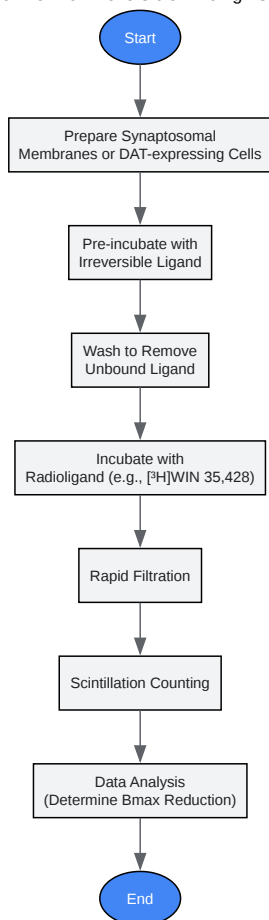 Start
Prepare Synaptosomal
Membranes or DAT-expressing Cells
Pre-incubate with
Irreversible Ligand
Wash to Remove
Unbound Ligand
Incubate with
Radioligand (e.g., [³H]WIN 35,428)
Rapid Filtration
Scintillation Counting
Data Analysis
(Determine Bmax Reduction)
End